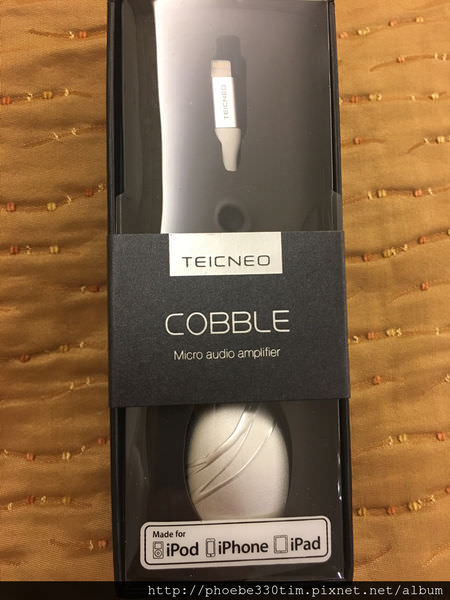 TEICNEO
TEICNEO
COBBLE
Micro audio amplifier
Made for
iPod iPhone iPad
http://phoebe330tim.pixnet.net/album